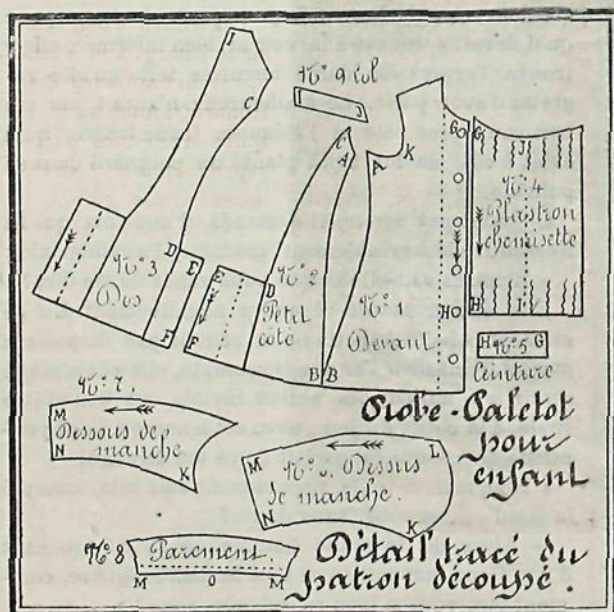 I
C
N.º 9. Col
C
A
A
K
G
G
J
N.º 4
Plastron
chemisette
H
I
N.º 3
Dos
D
E
F
E
N.º 2
Petit
côté
D
F
N.º 1
Devant
H
B
B
H N.º 5 G
Ceinture
Robe-Paletot
pour
enfant
N.º 7.
M
Dessous de
manche.
N
K
L
M
Dessus
de manche.
N
K
N.º 8
Parement
M
O
M
Détail tracé du
patron découpé.